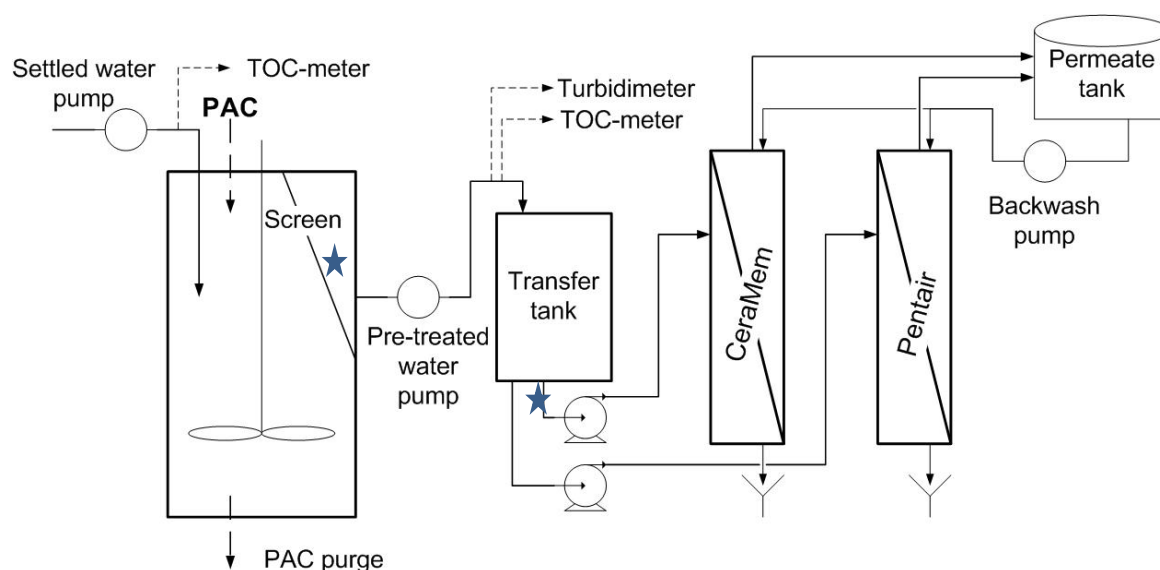 Settled water
pump
TOC-meter
PAC
Screen
PAC purge
Pre-treated
water
pump
Turbidimeter
TOC-meter
Transfer
tank
CeraMem
Pentair
Permeate
tank
Backwash
pump